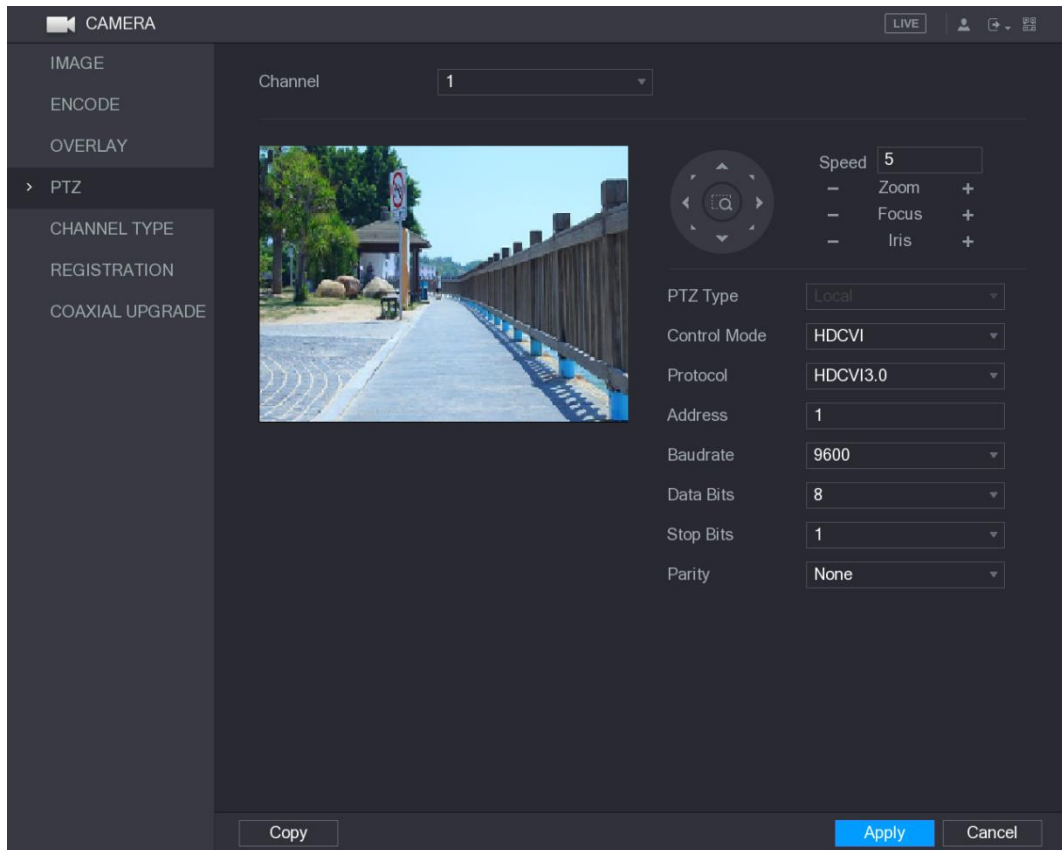 CAMERA
LIVE
IMAGE
ENCODE
OVERLAY
PTZ
CHANNEL TYPE
REGISTRATION
COAXIAL UPGRADE
Channel 1
Speed 5
− Zoom +
− Focus +
− Iris +
PTZ Type Local
Control Mode HDCVI
Protocol HDCVI3.0
Address 1
Baudrate 9600
Data Bits 8
Stop Bits 1
Parity None
Copy Apply Cancel